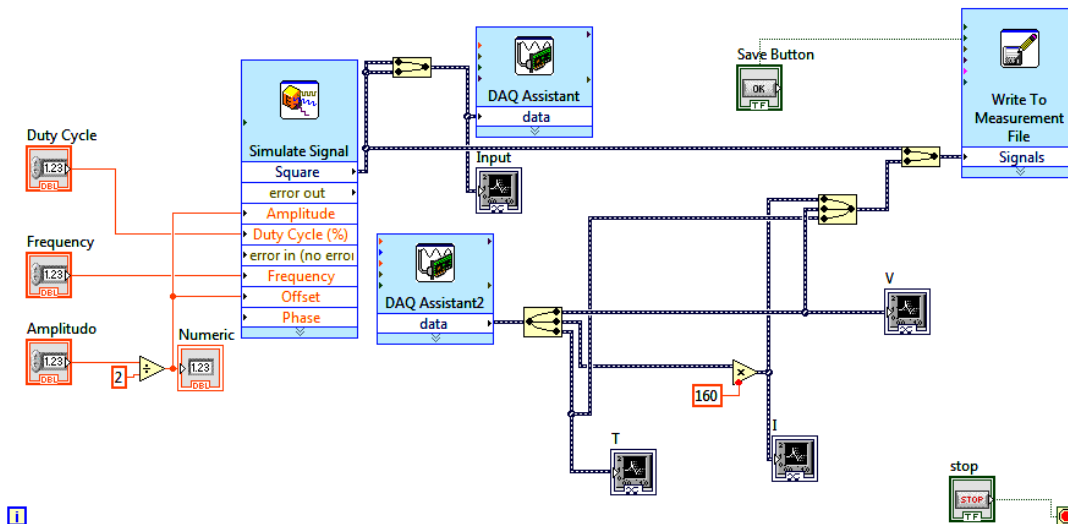 Save Button
OK
TF
Write To
Measurement
File
Signals
DAQ Assistant
data
Simulate Signal
Square
error out
Amplitude
Duty Cycle (%)
error in (no erroi
Frequency
Offset
Phase
Duty Cycle
1.23
DBL
Frequency
1.23
DBL
Amplitudo
1.23
DBL
2
÷
Numeric
1.23
DBL
Input
DAQ Assistant2
data
V
160
×
T
I
stop
STOP
TF
i